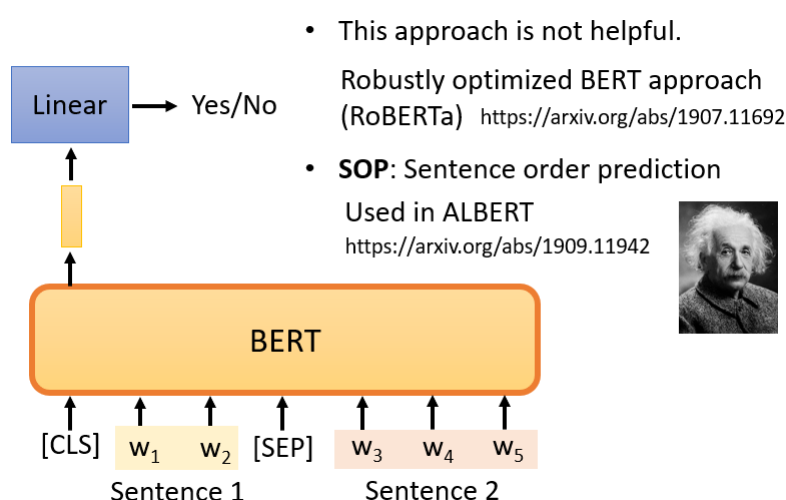 • This approach is not helpful.
Robustly optimized BERT approach
(RoBERTa) https://arxiv.org/abs/1907.11692
• SOP: Sentence order prediction
Used in ALBERT
https://arxiv.org/abs/1909.11942
Linear
Yes/No
BERT
[CLS] w₁ w₂ [SEP] w₃ w₄ w₅
Sentence 1 Sentence 2